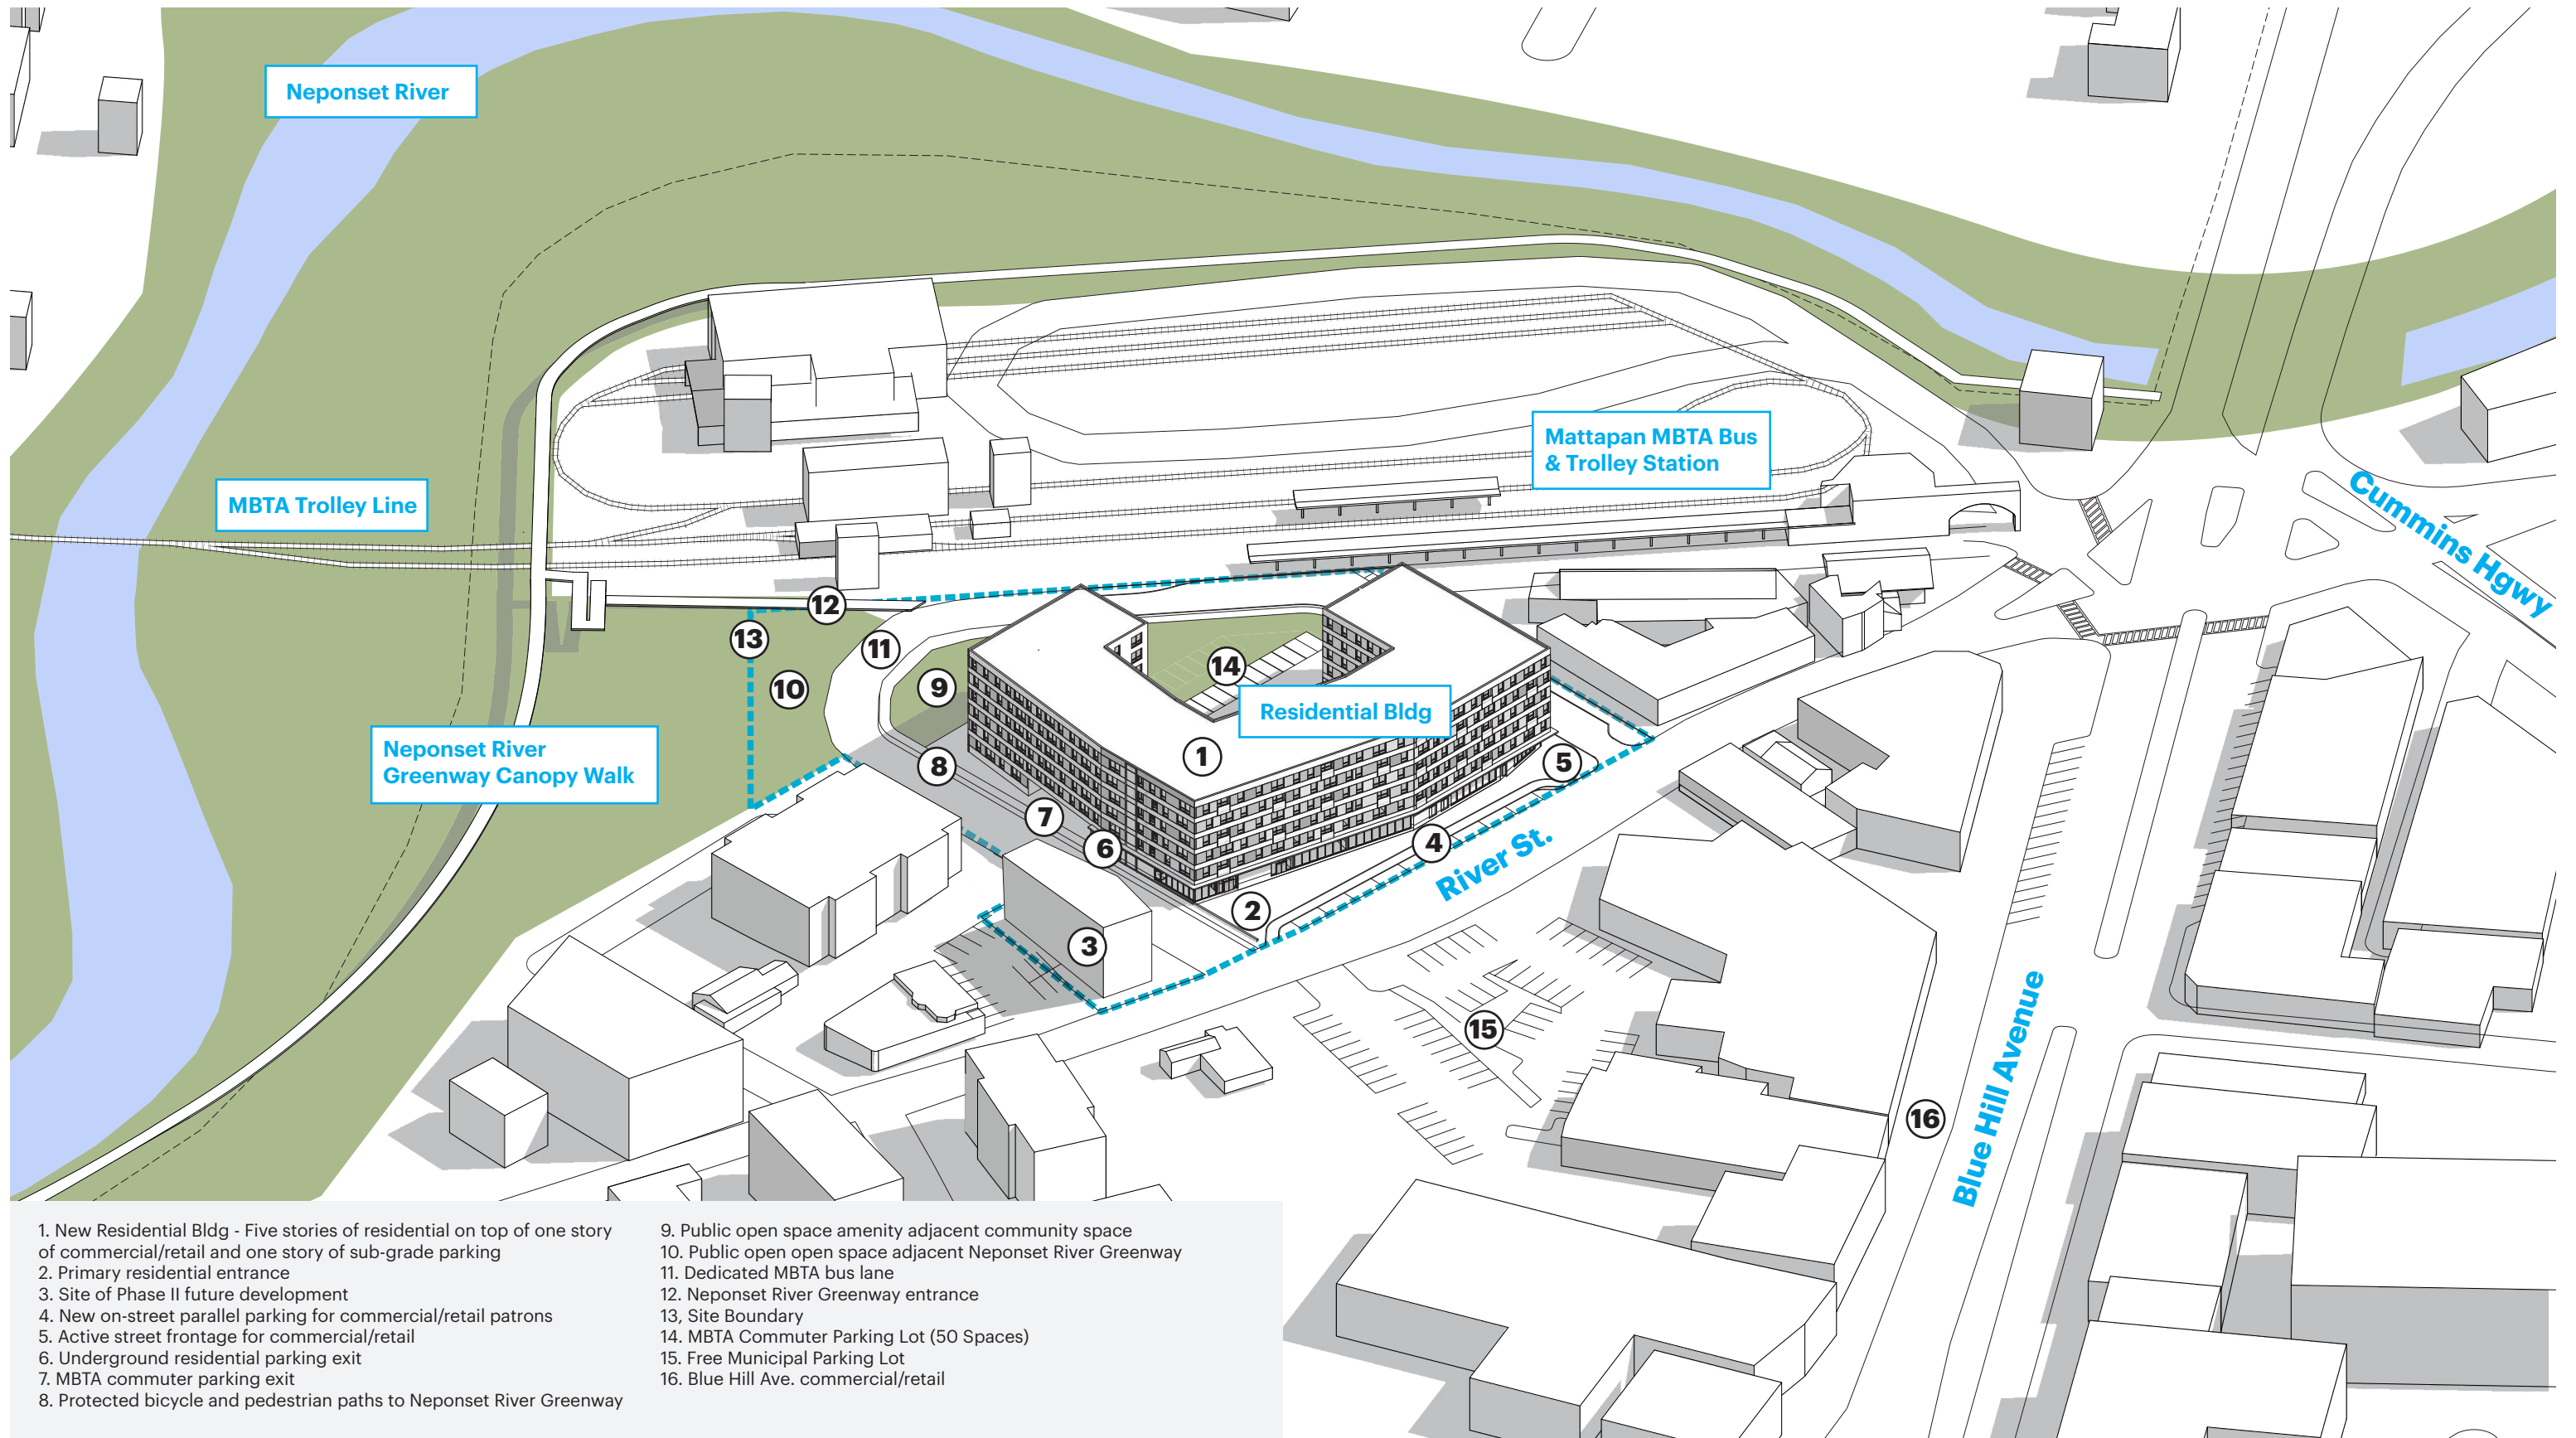 Neponset River
MBTA Trolley Line
Mattapan MBTA Bus
& Trolley Station
Cummins Hgwy
12
13
11
10
9
14
Residential Bldg
Neponset River
Greenway Canopy Walk
1
8
5
7
6
4
River St.
2
3
15
16
Blue Hill Avenue
1. New Residential Bldg - Five stories of residential on top of one story
of commercial/retail and one story of sub-grade parking
2. Primary residential entrance
3. Site of Phase II future development
4. New on-street parallel parking for commercial/retail patrons
5. Active street frontage for commercial/retail
6. Underground residential parking exit
7. MBTA commuter parking exit
8. Protected bicycle and pedestrian paths to Neponset River Greenway
9. Public open space amenity adjacent community space
10. Public open open space adjacent Neponset River Greenway
11. Dedicated MBTA bus lane
12. Neponset River Greenway entrance
13, Site Boundary
14. MBTA Commuter Parking Lot (50 Spaces)
15. Free Municipal Parking Lot
16. Blue Hill Ave. commercial/retail